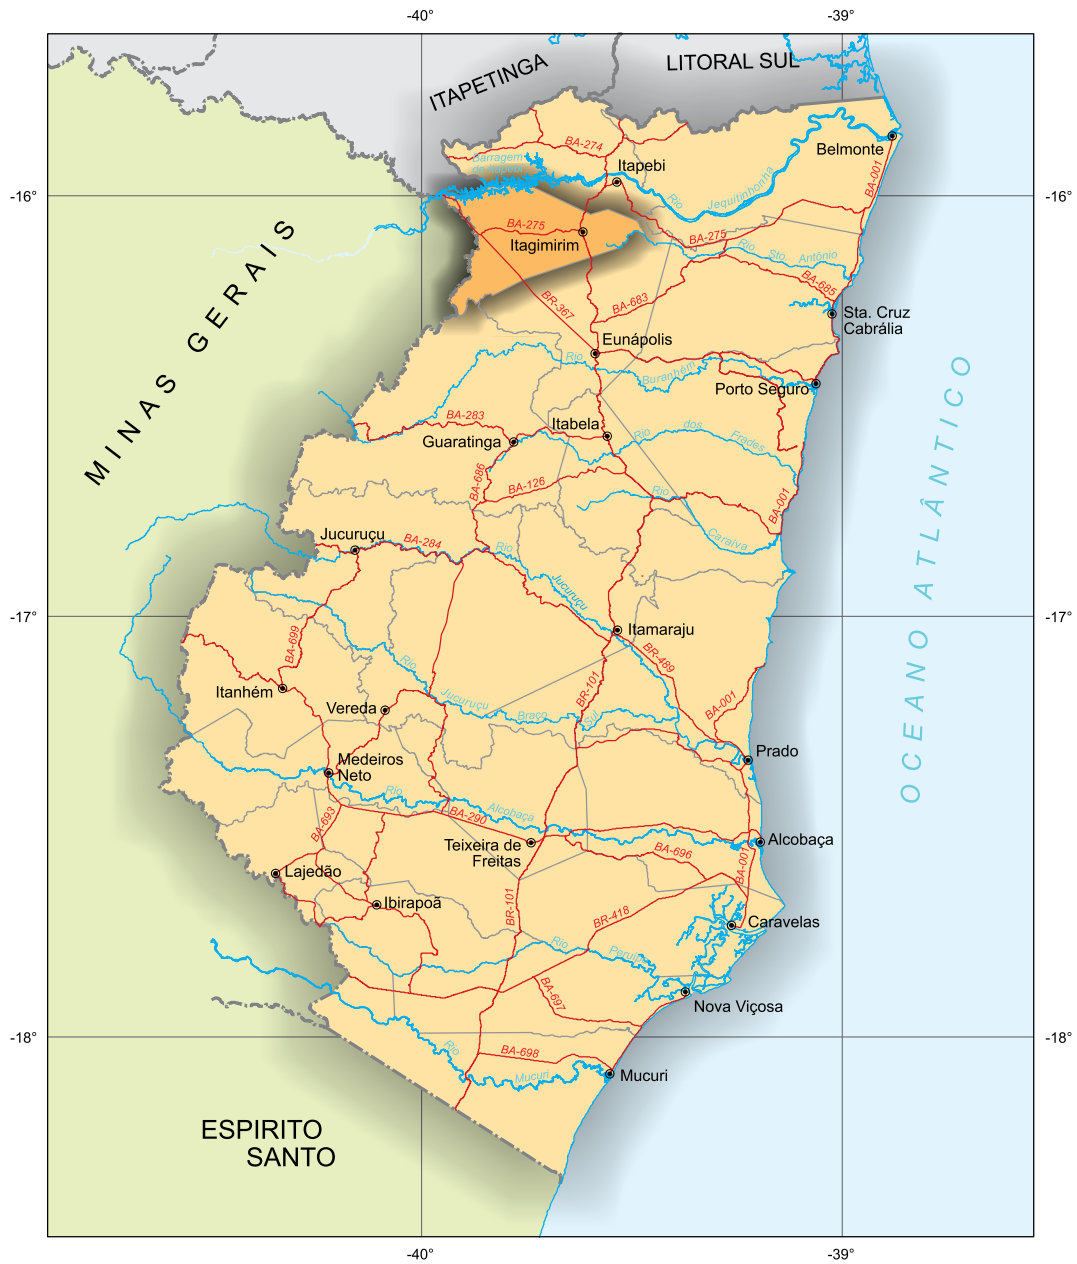 -40°
-39°
LITORAL SUL
ITAPETINGA
BA-274
Belmonte
Barragem
Itapebi
BA-001
-16°
-16°
Rio
Jequitinhonha
BA-275
Itagimirim
BA-275
Rio
Sto. Antônio
MINAS GERAIS
BA-685
BR-367
BA-683
Sta. Cruz
Cabrália
Eunápolis
Rio
Buranhém
Porto Seguro
BA-283
Itabela
Guaratinga
Rio
dos
Frades
BA-686
BA-126
Rio
BA-001
Caraíva
OCEANO ATLÂNTICO
Jucuruçu
BA-284
Rio
Jucuruçu
-17°
-17°
Itamaraju
BA-699
BR-489
Rio
Itanhém
Jucuruçu
BR-101
BA-001
Vereda
Braço
Sul
Prado
Medeiros
Neto
Rio
Alcobaça
BA-693
BA-290
Teixeira de
Freitas
Alcobaça
BA-696
BA-001
Lajedão
Ibirapoã
BR-101
BR-418
Caravelas
Rio
Peruípe
BA-697
Nova Viçosa
-18°
-18°
Rio
BA-698
Mucuri
Mucuri
ESPIRITO
SANTO
-40°
-39°